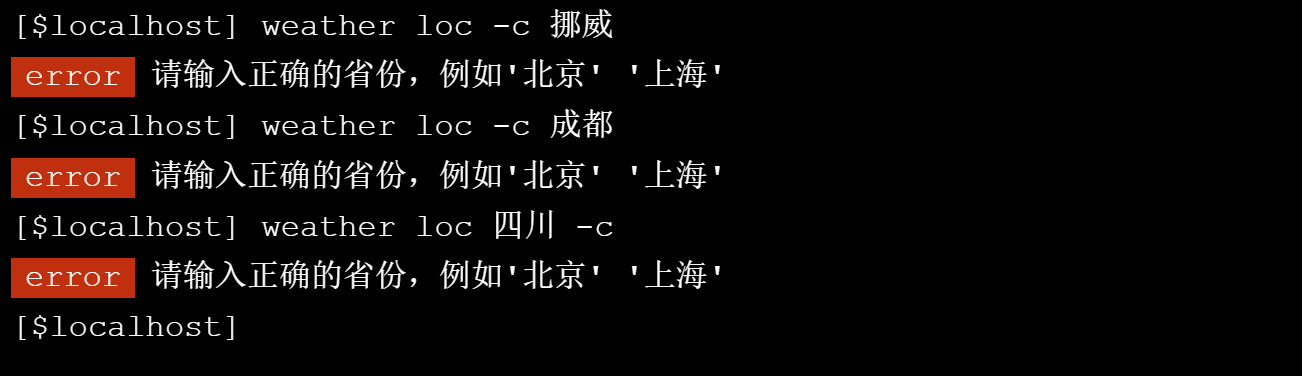 [$localhost] weather loc -c 挪威
error 请输入正确的省份，例如'北京' '上海'
[$localhost] weather loc -c 成都
error 请输入正确的省份，例如'北京' '上海'
[$localhost] weather loc 四川 -c
error 请输入正确的省份，例如'北京' '上海'
[$localhost]